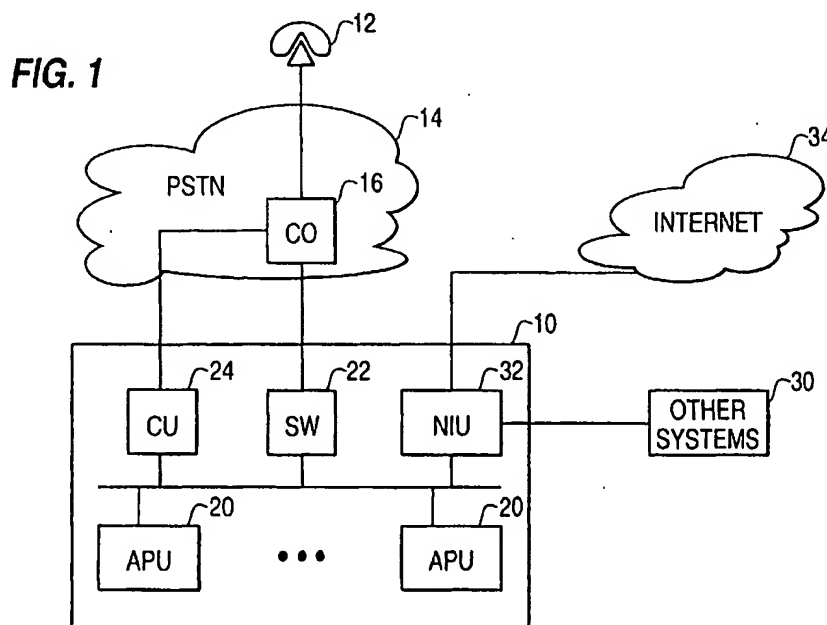 FIG. 1
12
14
34
PSTN
16
CO
INTERNET
10
24
22
32
30
CU
SW
NIU
OTHER
SYSTEMS
20
20
APU
•••
APU